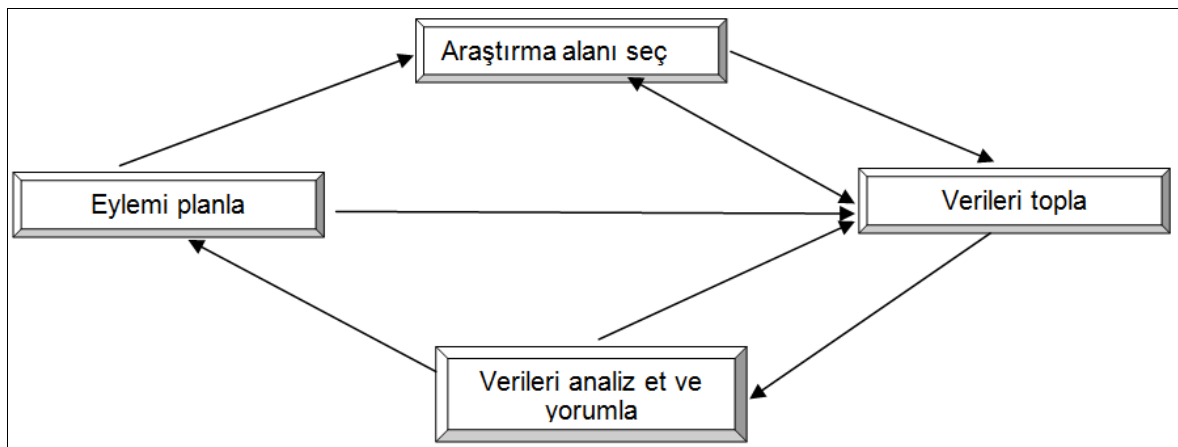 Araştırma alanı seç
Eylemi planla
Verileri topla
Verileri analiz et ve
yorumla